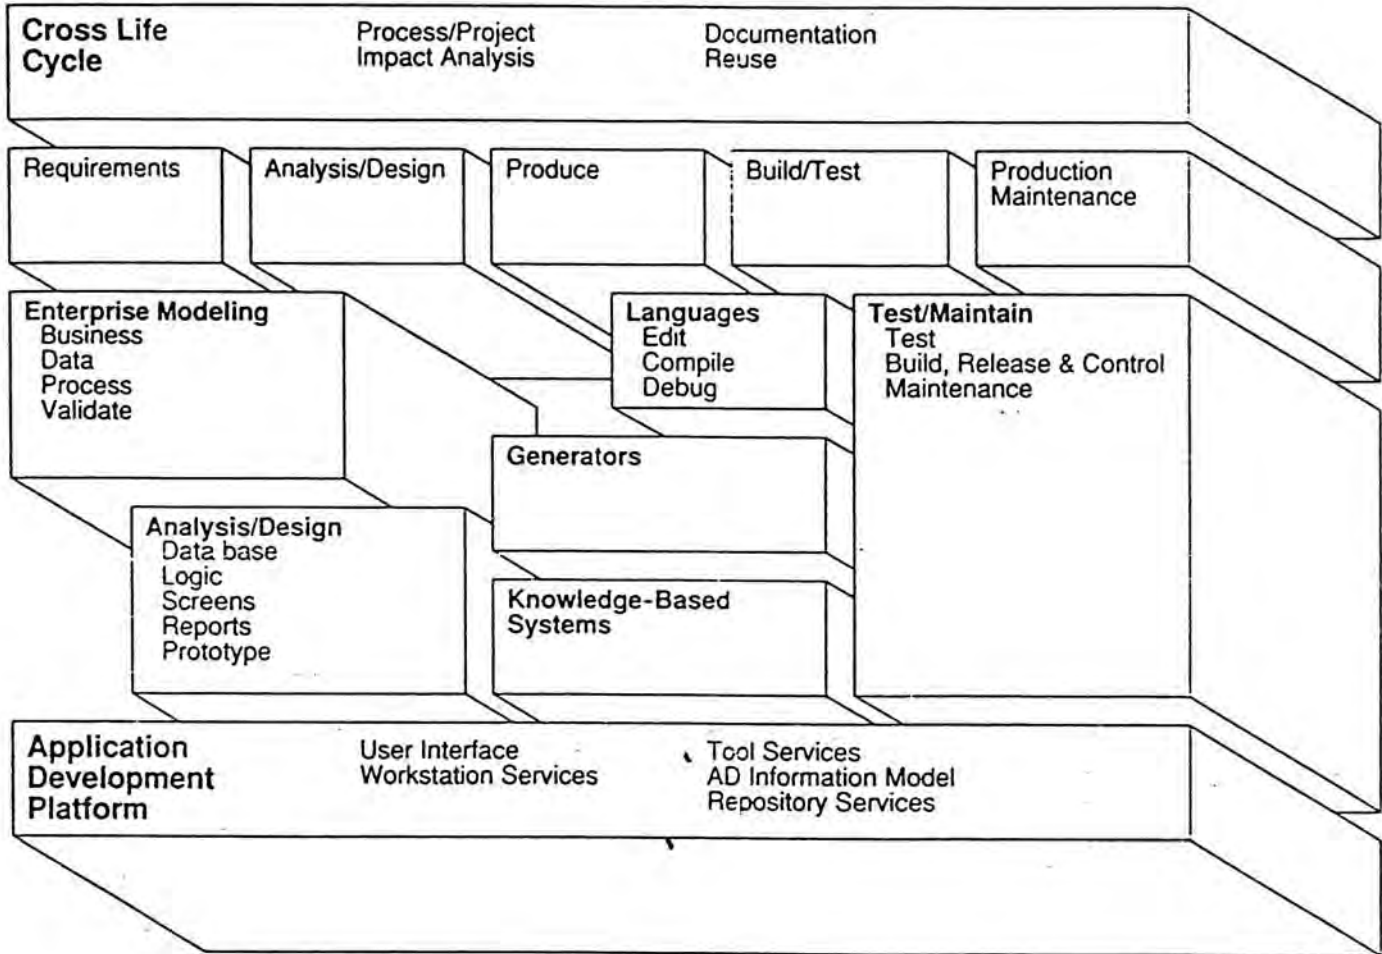 Cross Life
Cycle
Process/Project
Impact Analysis
Documentation
Reuse
Requirements
Analysis/Design
Produce
Build/Test
Production
Maintenance
Enterprise Modeling
Business
Data
Process
Validate
Languages
Edit
Compile
Debug
Test/Maintain
Test
Build, Release & Control
Maintenance
Generators
Analysis/Design
Data base
Logic
Screens
Reports
Prototype
Knowledge-Based
Systems
Application
Development
Platform
User Interface
Workstation Services
Tool Services
AD Information Model
Repository Services